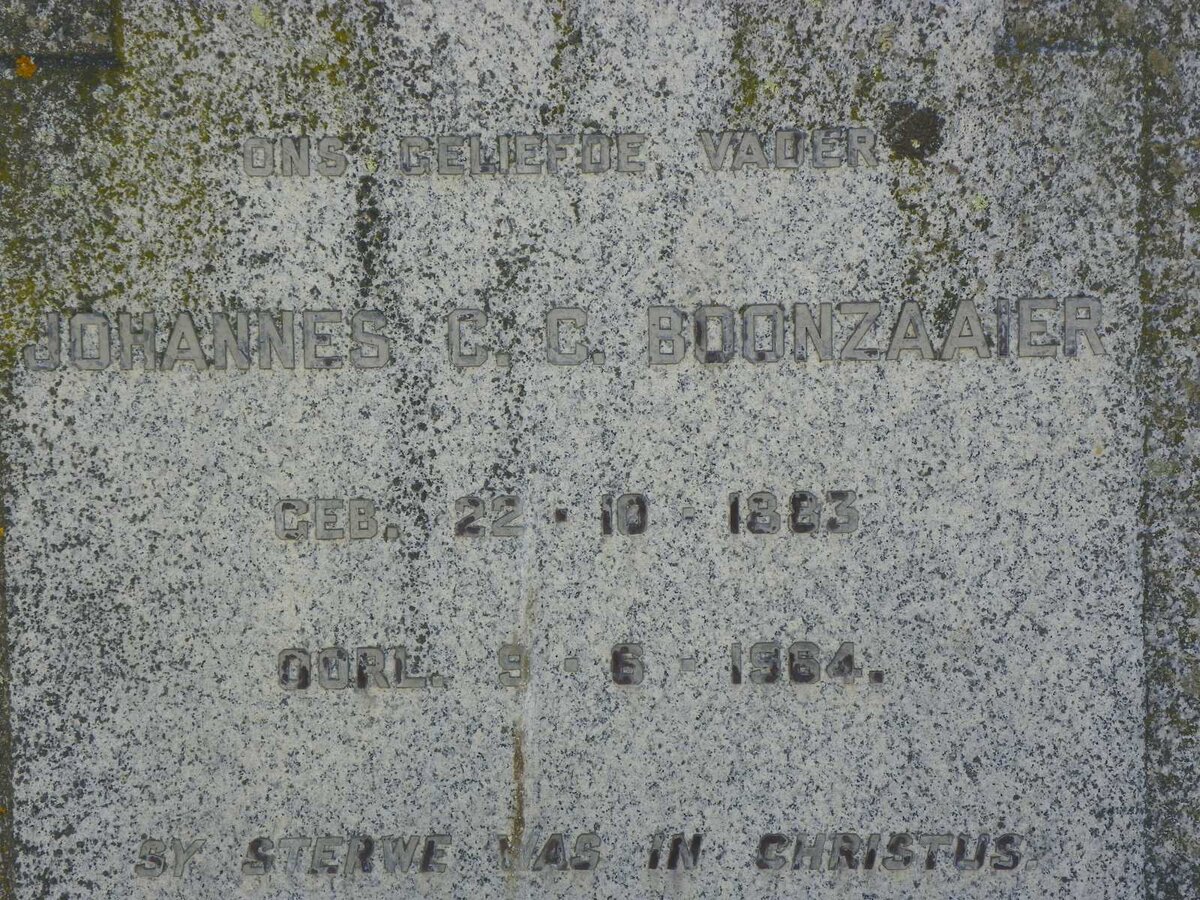 ONS GELIEFDE VADER
JOHANNES C. C. BOONZAAIER
GEB. 22 · 10 · 1883
OORL. 9 · 6 · 1964.
SY STERWE WAS IN CHRISTUS.